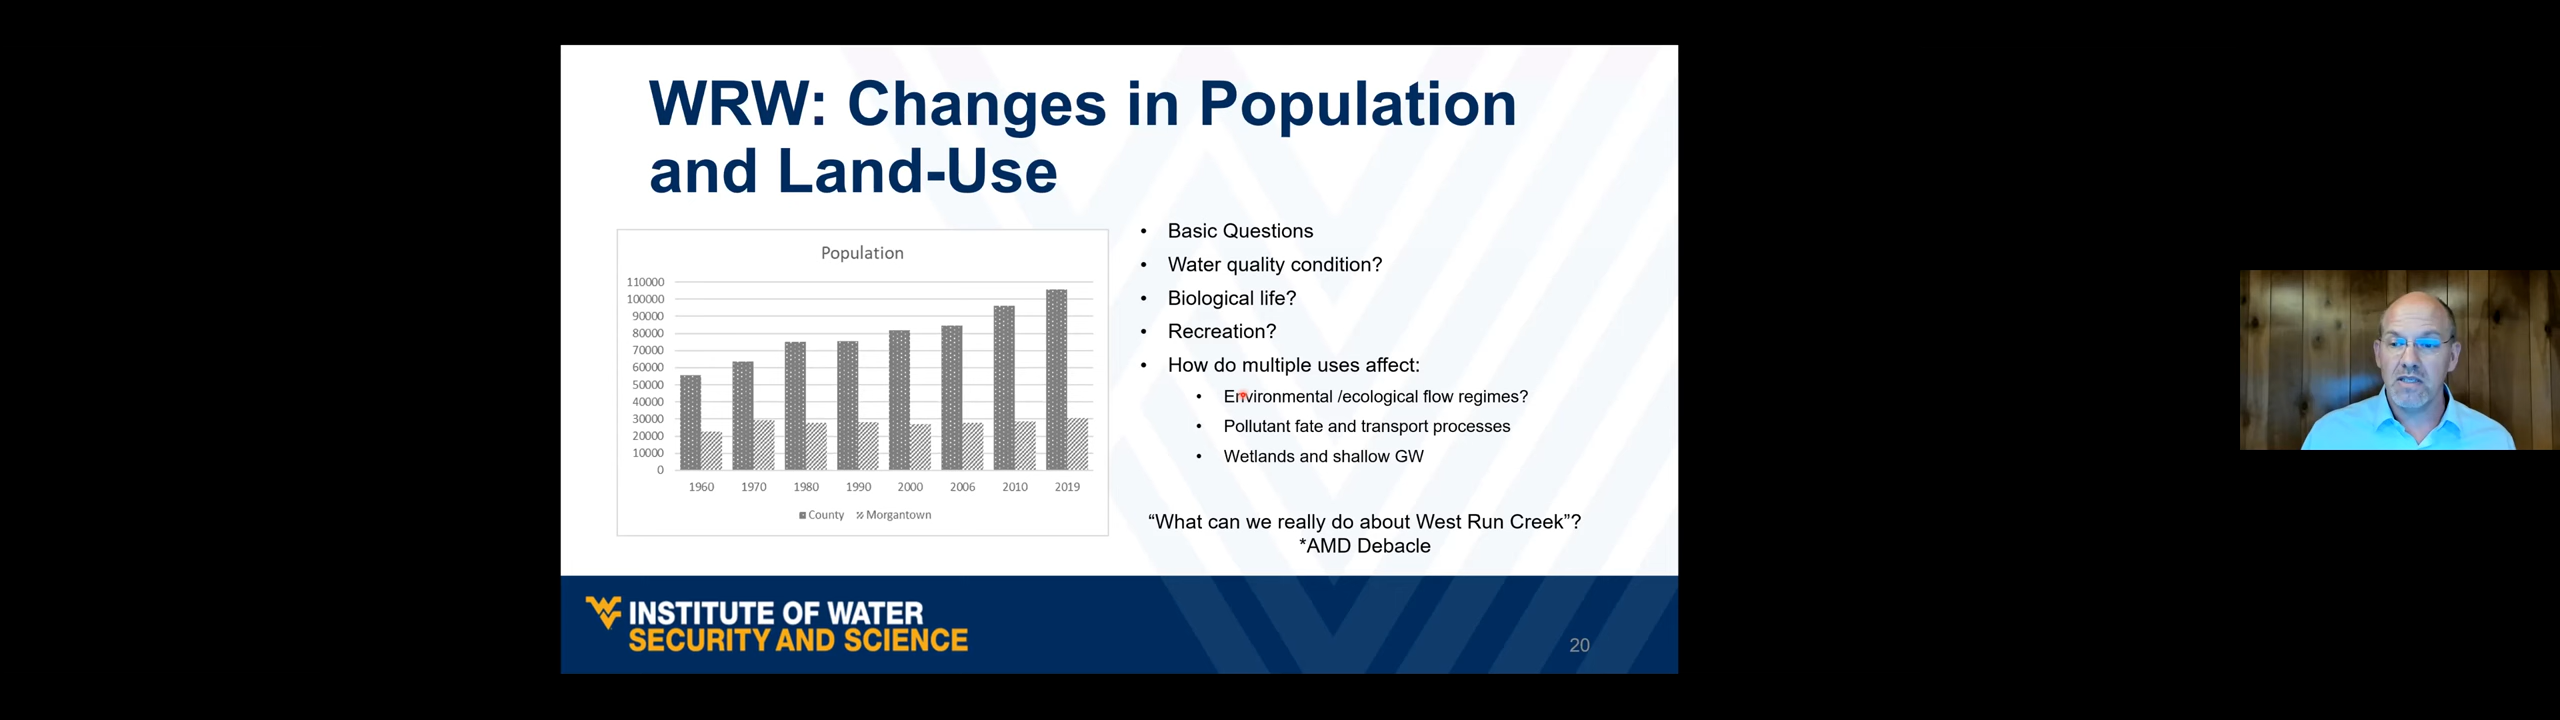 WRW: Changes in Population
and Land-Use
Population
110000
100000
90000
80000
70000
60000
50000
40000
30000
20000
10000
0
1960 1970 1980 1990 2000 2006 2010 2019
County Morgantown
• Basic Questions
• Water quality condition?
• Biological life?
• Recreation?
• How do multiple uses affect:
• Environmental /ecological flow regimes?
• Pollutant fate and transport processes
• Wetlands and shallow GW
“What can we really do about West Run Creek”?
*AMD Debacle
INSTITUTE OF WATER
SECURITY AND SCIENCE
20